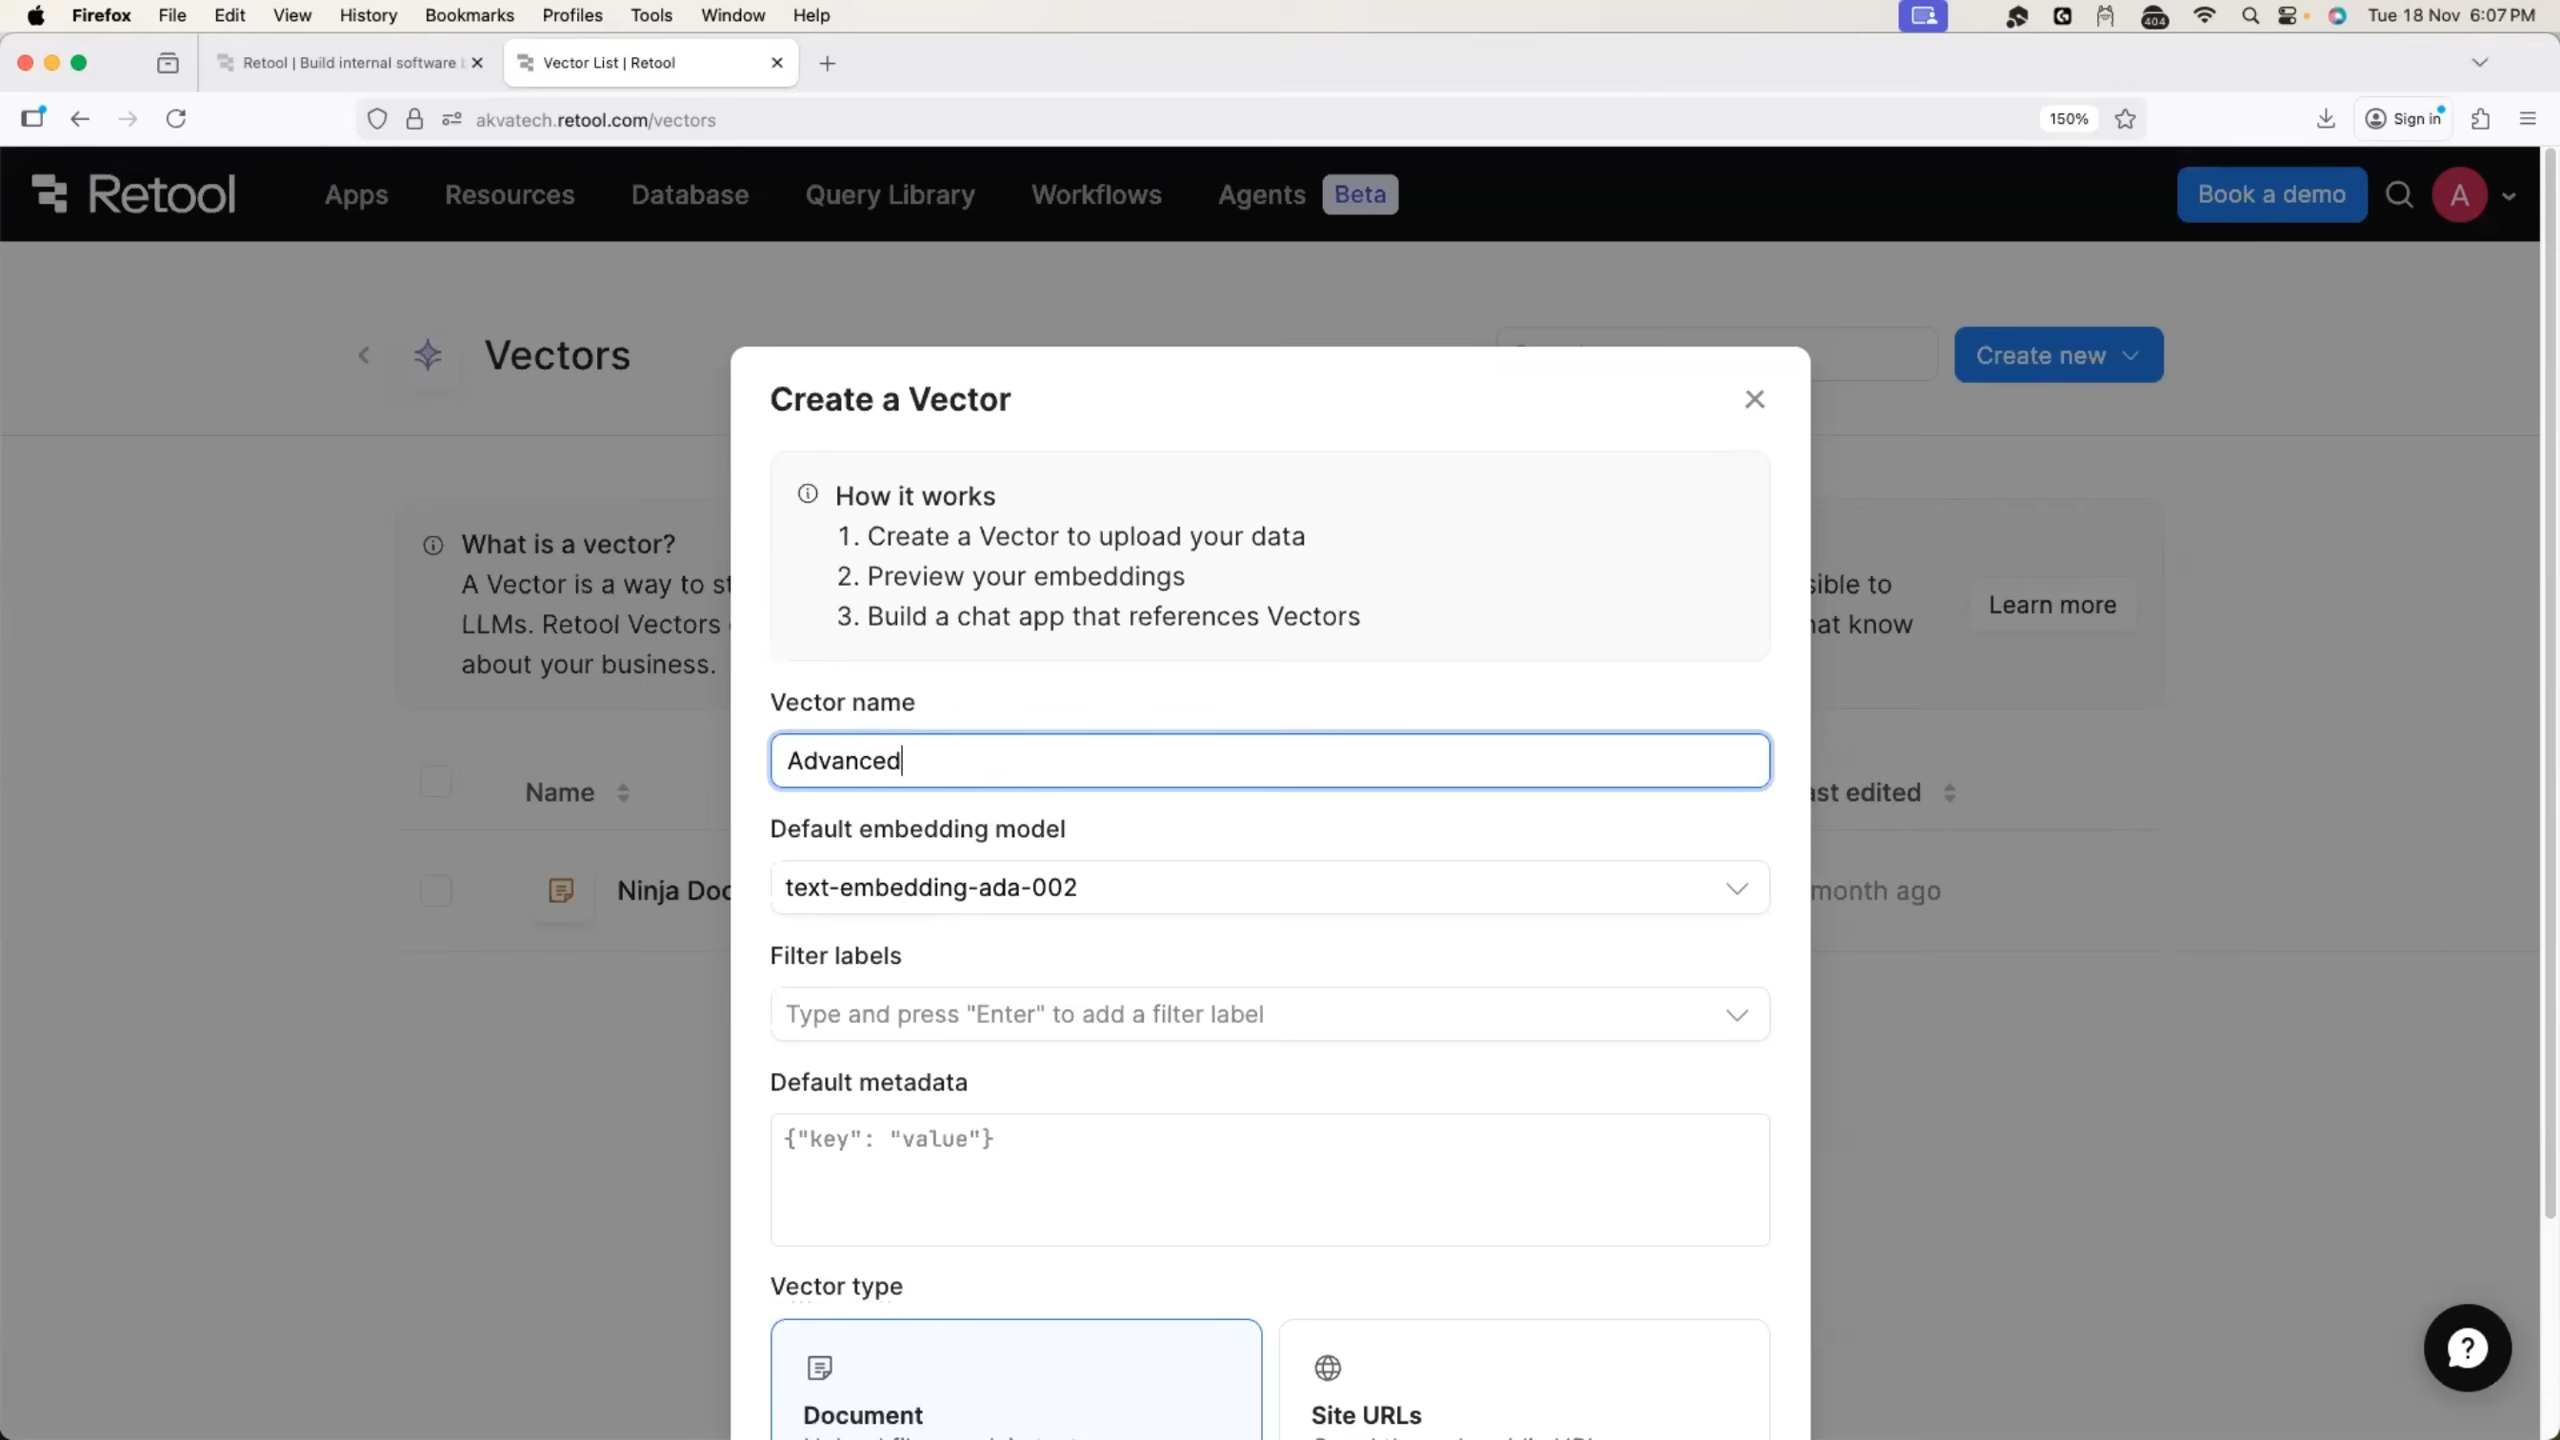 Firefox File Edit View History Bookmarks Profiles Tools Window Help
404
Tue 18 Nov 6:07 PM
Retool | Build internal software
Vector List | Retool
akvatech.retool.com/vectors
150%
Sign in
Retool
Apps Resources Database Query Library Workflows Agents Beta
Book a demo
A
Vectors
Create new
Create a Vector
How it works
1. Create a Vector to upload your data
2. Preview your embeddings
3. Build a chat app that references Vectors
What is a vector?
A Vector is a way to
LLMs. Retool Vectors
about your business.
to
know
Learn more
Vector name
Advanced
Name
edited
Default embedding model
text-embedding-ada-002
Ninja
month ago
Filter labels
Type and press "Enter" to add a filter label
Default metadata
{"key": "value"}
Vector type
Document
Site URLs
?